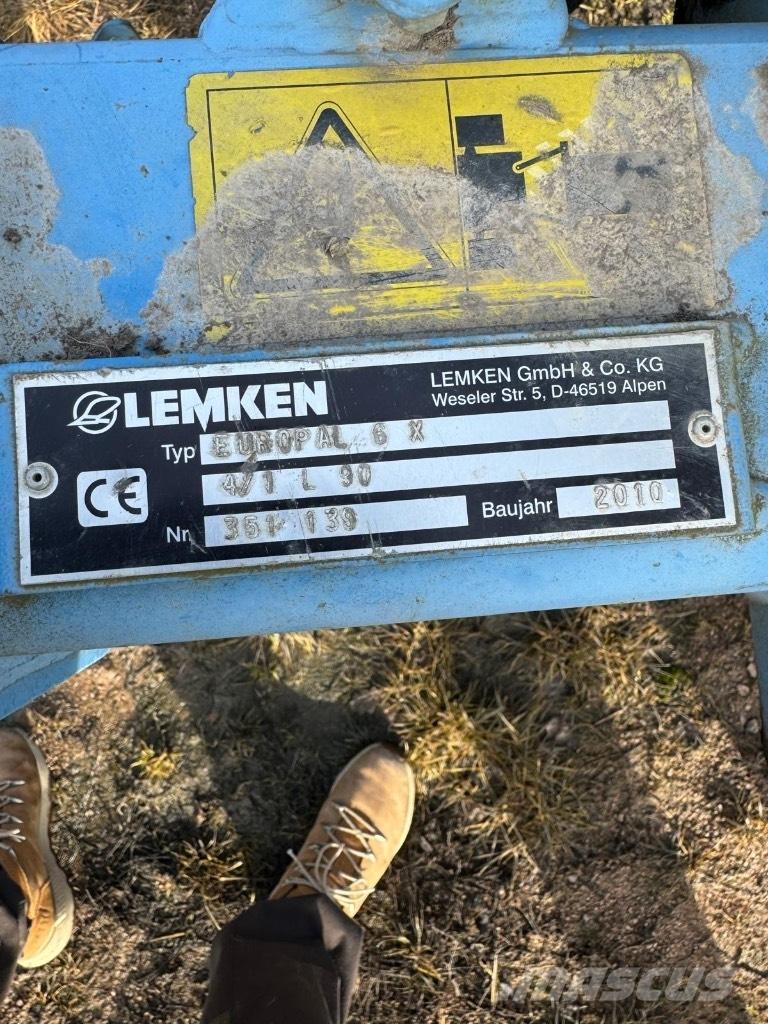 LEMKEN
LEMKEN GmbH & Co. KG
Weseler Str. 5, D-46519 Alpen
Typ EUROPAL 6 X
4/1 L 90
CE
Nr. 351 139
Baujahr 2010
MASCUS